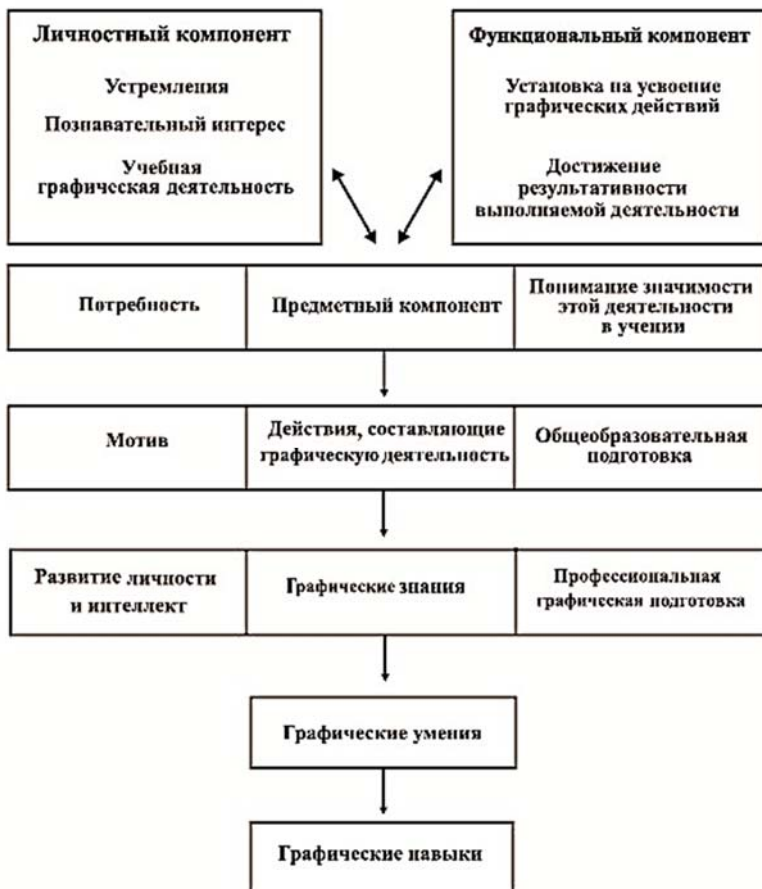 Личностный компонент
Устремления
Познавательный интерес
Учебная
графическая деятельность
Функциональный компонент
Установка на усвоение
графических действий
Достижение
результативности
выполняемой деятельности
Потребность
Предметный компонент
Понимание значимости
этой деятельности
в учении
Мотив
Действия, составляющие
графическую деятельность
Общеобразовательная
подготовка
Развитие личности
и интеллект
Графические знания
Профессиональная
графическая подготовка
Графические умения
Графические навыки